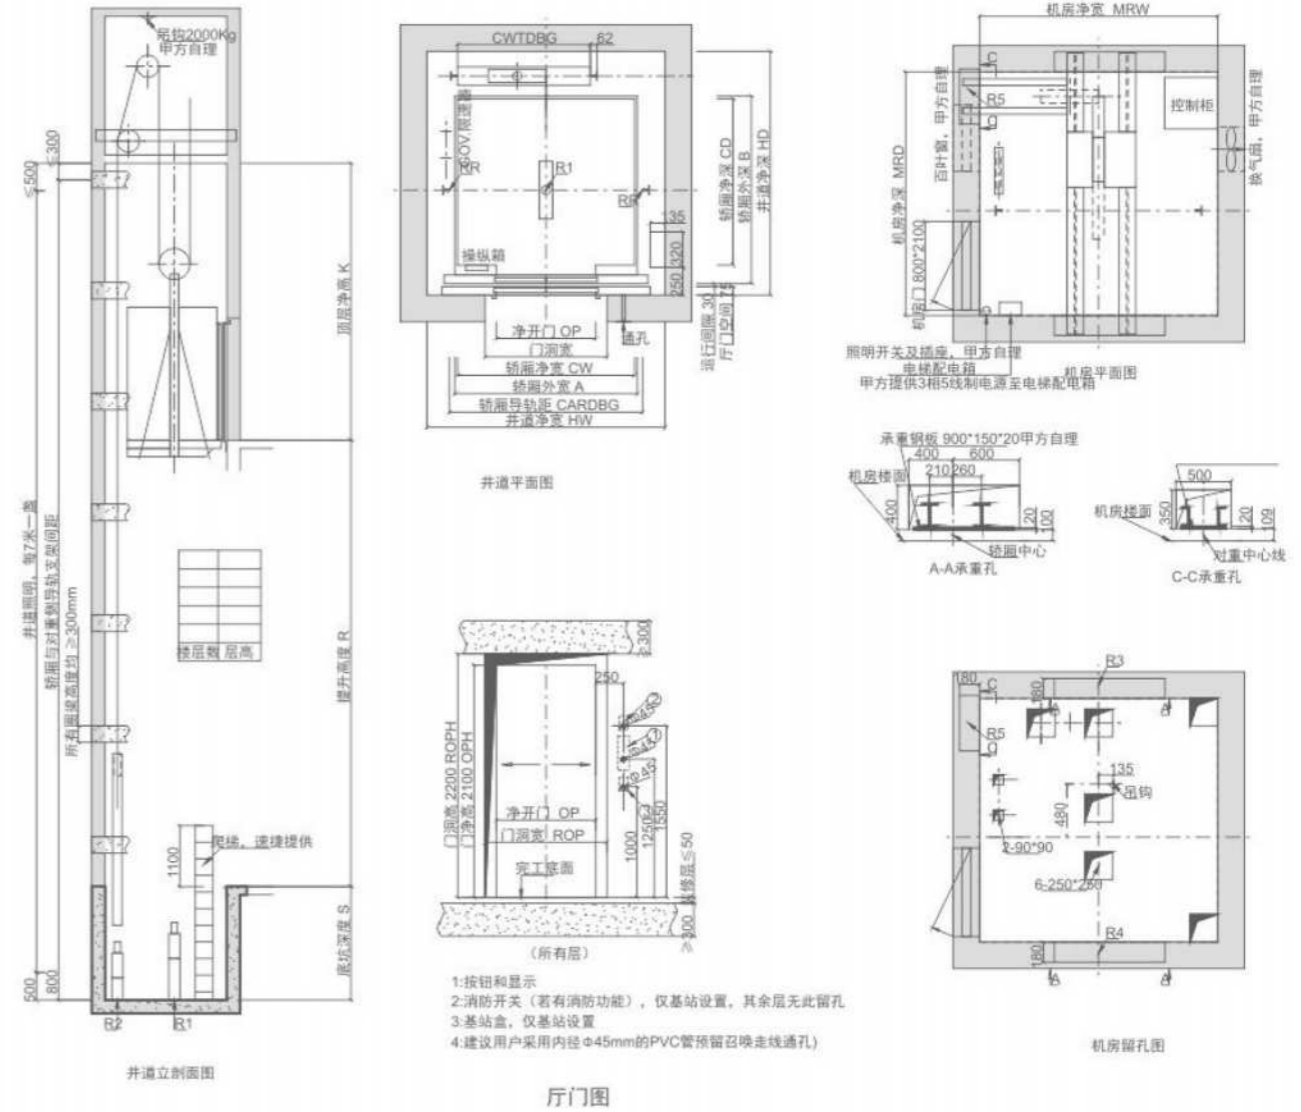 吊钩2000Kg
甲方自理
≤300
≤500
顶层净高 K
井道照明，每7米一盏
轿厢与对重侧导轨支架间距
所有圈梁高度均 ≥300mm
楼层数 层高
提升高度 R
爬梯，速捷提供
1100
底坑深度 S
500
800
R2
R1
井道立剖面图
CWTDBG
62
GOV.限速器
RR
R1
RR
135
320
250
操纵箱
轿厢净深 CD
轿厢外深 B
井道净深 HD
运行间隙 30
厅门空间 75
通孔
净开门 OP
门洞宽
轿厢净宽 CW
轿厢外宽 A
轿厢导轨距 CARDBG
井道净宽 HW
井道平面图
≥300
250
Φ45
Φ45
Φ45
门洞高 2200 ROPH
门净高 2100 OPH
净开门 OP
门洞宽 ROP
完工底面
1000
1250
1550
装修层≤50
≥300
（所有层）
1:按钮和显示
2:消防开关（若有消防功能），仅基站设置，其余层无此留孔
3:基站盒，仅基站设置
4:建议用户采用内径Φ45mm的PVC管预留召唤走线通孔)
厅门图
机房净宽 MRW
C
R5
控制柜
百叶窗，甲方自理
换气扇，甲方自理
机房净深 MRD
机房门 800*2100
照明开关及插座，甲方自理
电梯配电箱
甲方提供3相5线制电源至电梯配电箱
机房平面图
承重钢板 900*150*20甲方自理
400
600
机房楼面
210
260
400
120
100
轿厢中心
A-A承重孔
500
机房楼面
350
120
109
对重中心线
C-C承重孔
180
C
180
R3
A
A
R5
135
吊钩
480
2-90*90
6-250*250
R4
180
A
A
机房留孔图